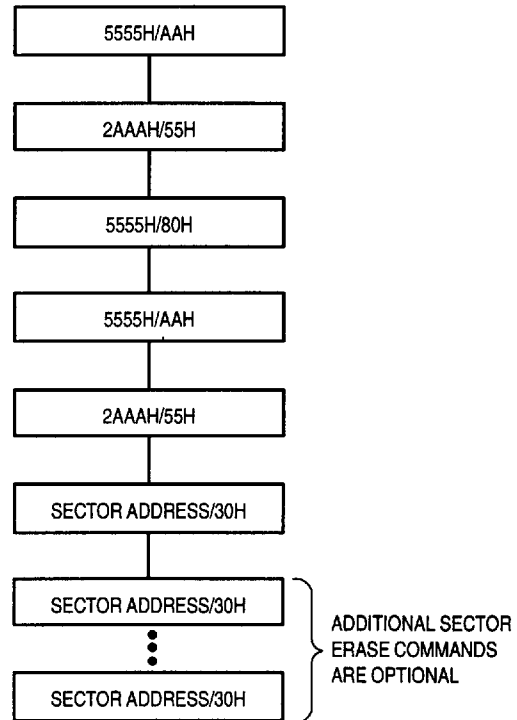 5555H/AAH
2AAAH/55H
5555H/80H
5555H/AAH
2AAAH/55H
SECTOR ADDRESS/30H
SECTOR ADDRESS/30H
SECTOR ADDRESS/30H
ADDITIONAL SECTOR
ERASE COMMANDS
ARE OPTIONAL